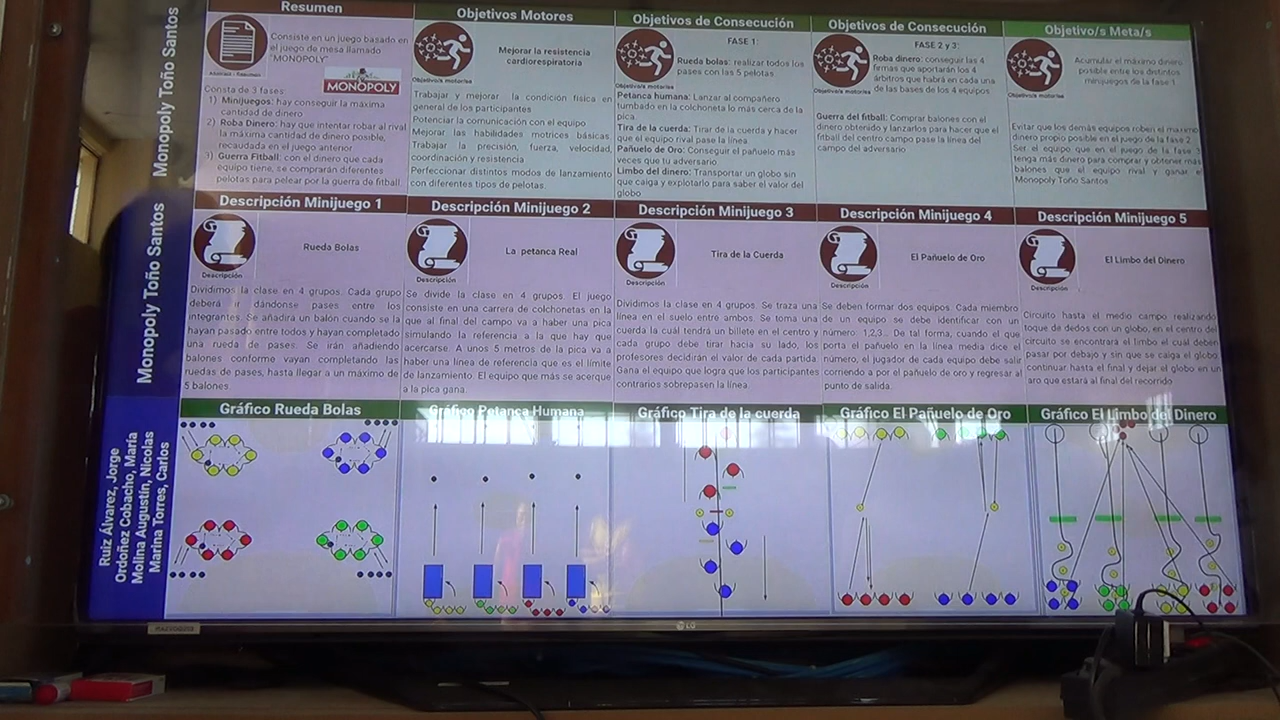 Monopoly Toño Santos
Resumen
Consiste en un juego basado en
el juego de mesa llamado
"MONOPOLY"
Abstract - Resumen
MONOPOLY
Consta de 3 fases
1) Minijuegos: hay conseguir la máxima
cantidad de dinero
2) Roba Dinero: hay que intentar robar al rival
la máxima cantidad de dinero posible,
recaudada en el juego anterior
3) Guerra Fitball: con el dinero que cada
equipo tiene, se comprarán diferentes
pelotas para pelear por la guerra de fitball.
Objetivos Motores
Objetivo/s motor/es
Mejorar la resistencia
cardiorespiratoria
Trabajar y mejorar la condición física en
general de los participantes
Potenciar la comunicación con el equipo
Mejorar las habilidades motrices básicas.
Trabajar la precisión, fuerza, velocidad,
coordinación y resistencia
Perfeccionar distintos modos de lanzamiento
con diferentes tipos de pelotas.
Objetivos de Consecución
Objetivo/s motor/es
FASE 1:
Rueda bolas: realizar todos los
pases con las 5 pelotas
Petanca humana: Lanzar al compañero
tumbado en la colchoneta lo más cerca de la
pica.
Tira de la cuerda: Tirar de la cuerda y hacer
que el equipo rival pase la línea
Pañuelo de Oro: Conseguir el pañuelo más
veces que tu adversario.
Limbo del dinero: Transportar un globo sin
que caiga y explotarlo para saber el valor del
globo
Objetivos de Consecución
Objetivo/s motor/es
FASE 2 y 3:
Roba dinero: conseguir las 4
firmas que aportarán los 4
árbitros que habrá en cada una
de las bases de los 4 equipos.
Guerra del fitball: Comprar balones con el
dinero obtenido y lanzarlos para hacer que el
fitball del centro campo pase la línea del
campo del adversario
Objetivo/s Meta/s
Objetivo/s motor/es
Acumular el máximo dinero
posible entre los distintos
minijuegos de la fase 1
Evitar que los demás equipos roben el máximo
dinero propio posible en el juego de la fase 2
Ser el equipo que en el juego de la fase 3
tenga más dinero para comprar y obtener más
balones que el equipo rival y ganar el
Monopoly Toño Santos
Monopoly Toño Santos
Descripción Minijuego 1
Descripción
Rueda Bolas
Dividimos la clase en 4 grupos. Cada grupo
deberá ir dándonse pases entre los
integrantes. Se añadirá un balón cuando se la
hayan pasado entre todos y hayan completado
una rueda de pases. Se irán añadiendo
balones conforme vayan completando las
ruedas de pases, hasta llegar a un máximo de
5 balones.
Descripción Minijuego 2
Descripción
La petanca Real
Se divide la clase en 4 grupos. El juego
consiste en una carrera de colchonetas en la
que al final del campo va a haber una pica
simulando la referencia a la que hay que
acercarse. A unos 5 metros de la pica va a
haber una línea de referencia que es el límite
de lanzamiento. El equipo que más se acerque
a la pica gana.
Descripción Minijuego 3
Descripción
Tira de la Cuerda
Dividimos la clase en 4 grupos. Se traza una
línea en el suelo entre ambos. Se toma una
cuerda la cuál tendrá un billete en el centro y
cada grupo debe tirar hacia su lado, los
profesores decidirán el valor de cada partida
Gana el equipo que logra que los participantes
contrarios sobrepasen la línea.
Descripción Minijuego 4
Descripción
El Pañuelo de Oro
Se deben formar dos equipos. Cada miembro
de un equipo se debe identificar con un
número: 1,2,3... De tal forma, cuando el que
porta el pañuelo en la línea media dice el
número, el jugador de cada equipo debe salir
corriendo a por el pañuelo de oro y regresar al
punto de salida.
Descripción Minijuego 5
Descripción
El Limbo del Dinero
Circuito hasta el medio campo realizando
toque de dedos con un globo, en el centro del
circuito se encontrará el limbo el cual deben
pasar por debajo y sin que se caiga el globo
continuar hasta el final y dejar el globo en un
aro que estará al final del recorrido
Ruiz Álvarez, Jorge
Ordoñez Cobacho, María
Molina Augustín, Nicolas
Marina Torres, Carlos
Gráfico Rueda Bolas
Gráfico Petanca Humana
Gráfico Tira de la cuerda
Gráfico El Pañuelo de Oro
Gráfico El Limbo del Dinero
LG